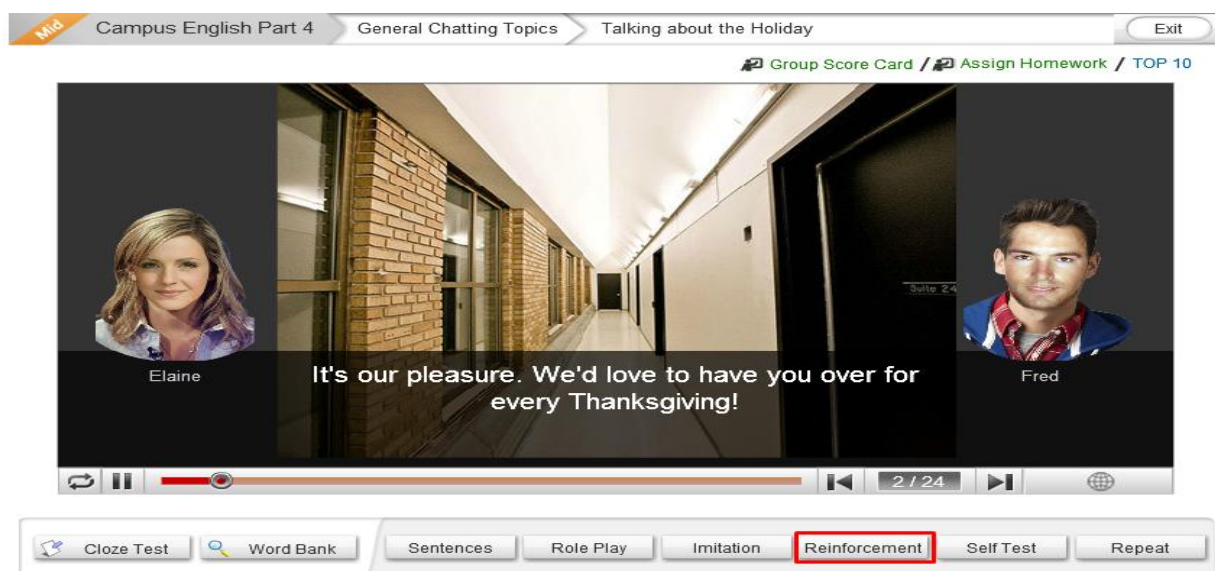 Mid Campus English Part 4 General Chatting Topics Talking about the Holiday Exit
Group Score Card / Assign Homework / TOP 10
Suite 24
Elaine
Fred
It's our pleasure. We'd love to have you over for
every Thanksgiving!
2 / 24
Cloze Test Word Bank Sentences Role Play Imitation Reinforcement Self Test Repeat